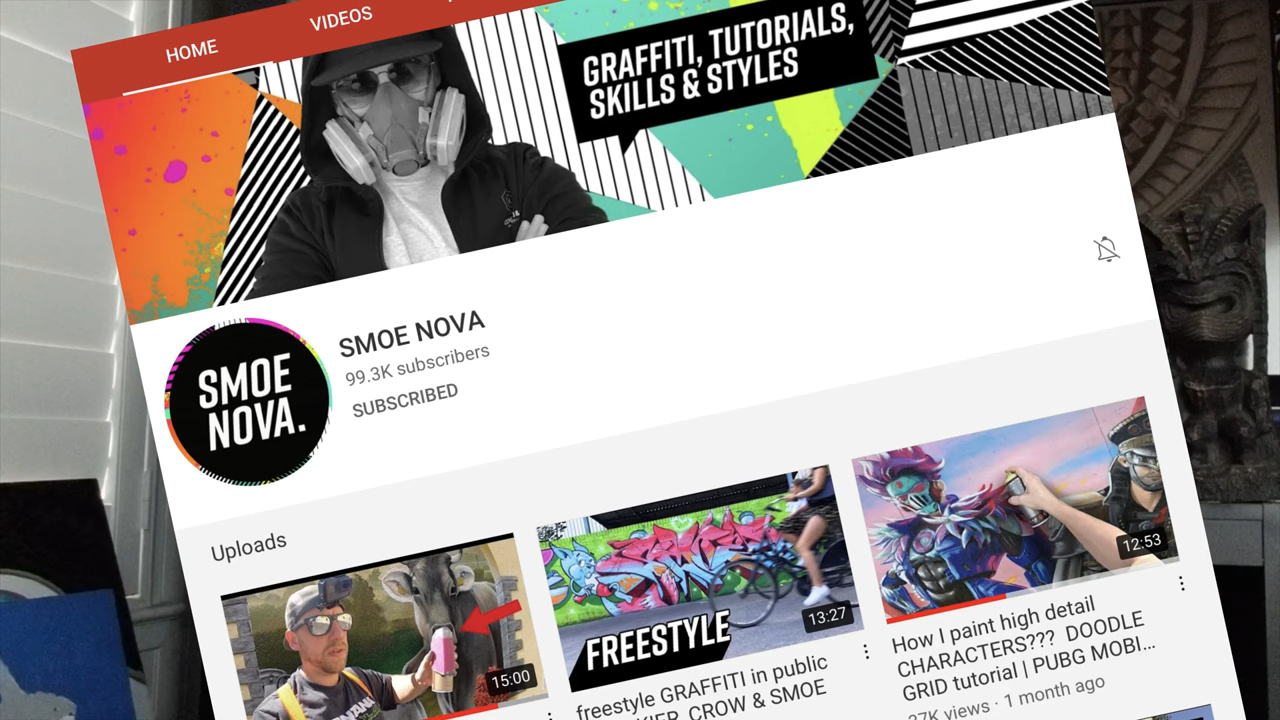 HOME
VIDEOS
GRAFFITI, TUTORIALS,
SKILLS & STYLES
SMOE
NOVA.
SMOE NOVA
99.3K subscribers
SUBSCRIBED
Uploads
15:00
FREESTYLE
13:27
freestyle GRAFFITI in public
CROW & SMOE
12:53
How I paint high detail
CHARACTERS??? DOODLE
GRID tutorial | PUBG MOBI...
27K views · 1 month ago